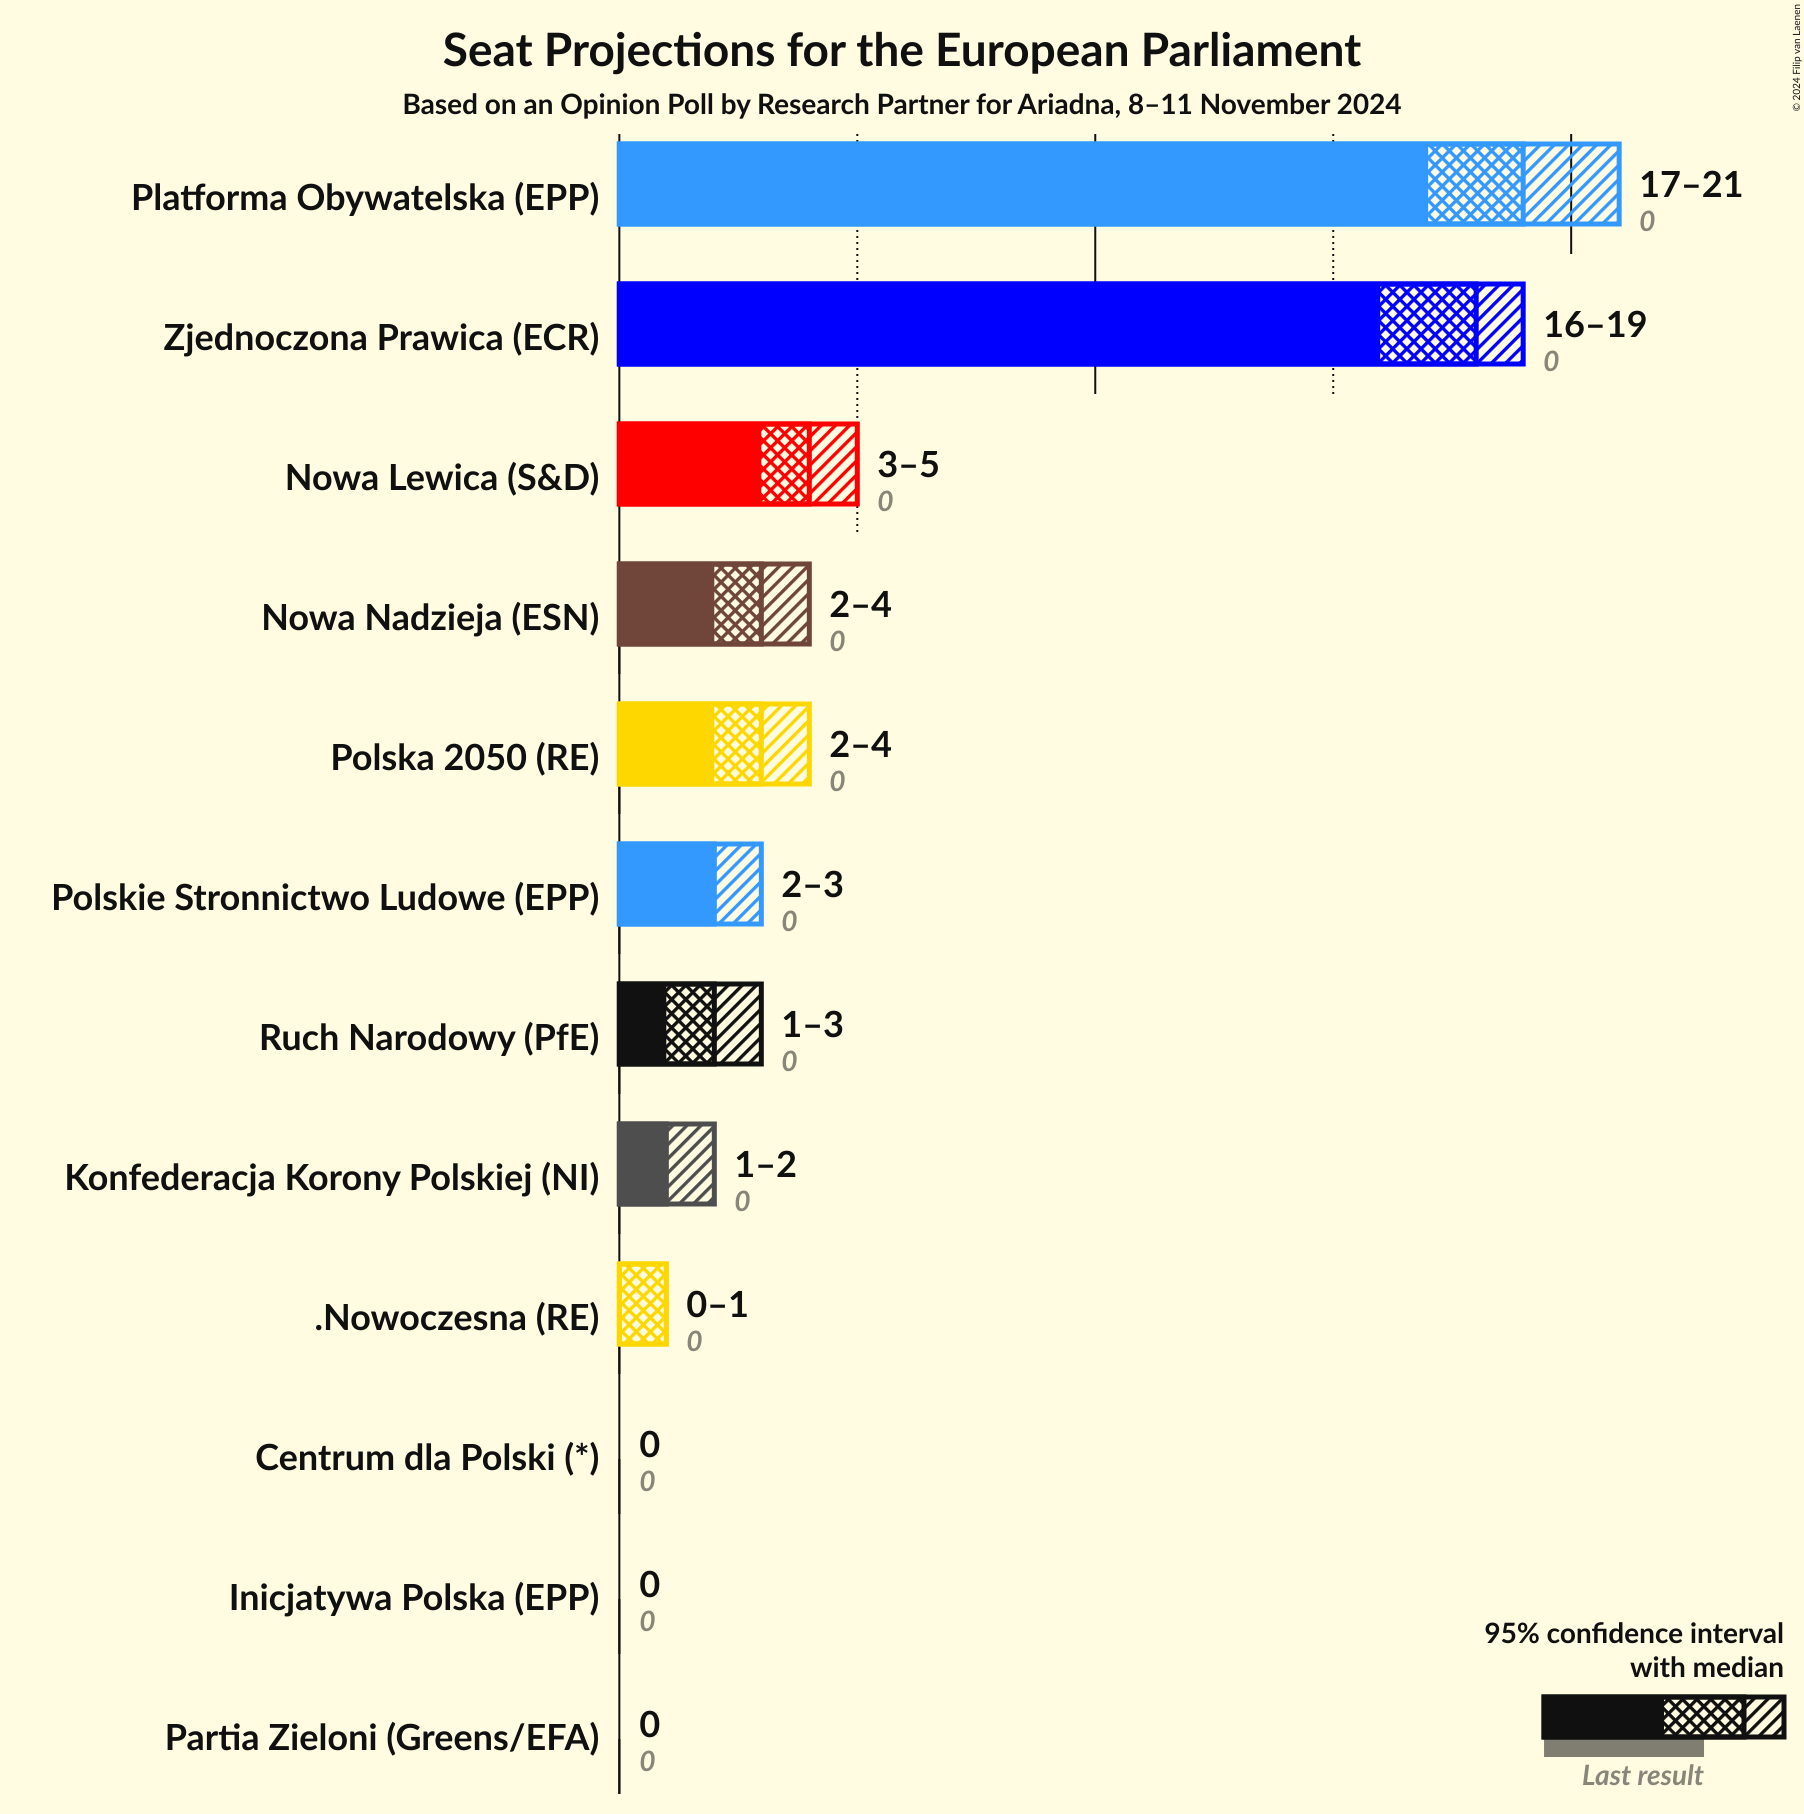 Seat Projections for the European Parliament
Based on an Opinion Poll by Research Partner for Ariadna, 8–11 November 2024
© 2024 Filip van Laenen
Platforma Obywatelska (EPP)
17–21
0
Zjednoczona Prawica (ECR)
16–19
0
Nowa Lewica (S&D)
3–5
0
Nowa Nadzieja (ESN)
2–4
0
Polska 2050 (RE)
2–4
0
Polskie Stronnictwo Ludowe (EPP)
2–3
0
Ruch Narodowy (PfE)
1–3
0
Konfederacja Korony Polskiej (NI)
1–2
0
.Nowoczesna (RE)
0–1
0
Centrum dla Polski (*)
0
0
Inicjatywa Polska (EPP)
0
0
Partia Zieloni (Greens/EFA)
0
0
95% confidence interval
with median
Last result